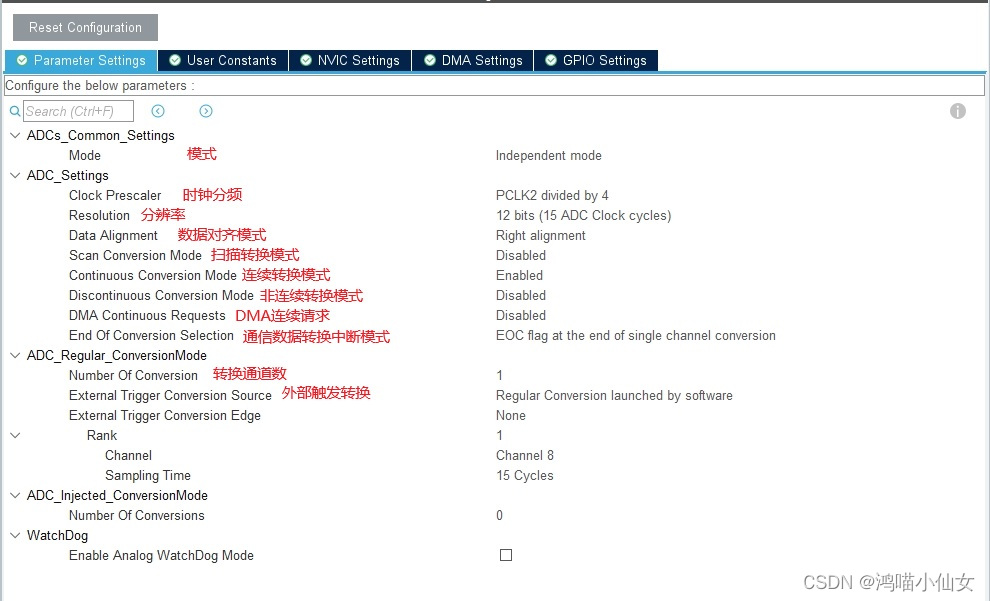 Reset Configuration
Parameter Settings User Constants NVIC Settings DMA Settings GPIO Settings
Configure the below parameters :
Search (Ctrl+F)
ADCs_Common_Settings
Mode 模式 Independent mode
ADC_Settings
Clock Prescaler 时钟分频 PCLK2 divided by 4
Resolution 分辨率 12 bits (15 ADC Clock cycles)
Data Alignment 数据对齐模式 Right alignment
Scan Conversion Mode 扫描转换模式 Disabled
Continuous Conversion Mode 连续转换模式 Enabled
Discontinuous Conversion Mode 非连续转换模式 Disabled
DMA Continuous Requests DMA连续请求 Disabled
End Of Conversion Selection 通信数据转换中断模式 EOC flag at the end of single channel conversion
ADC_Regular_ConversionMode
Number Of Conversion 转换通道数 1
External Trigger Conversion Source 外部触发转换 Regular Conversion launched by software
External Trigger Conversion Edge None
Rank 1
Channel Channel 8
Sampling Time 15 Cycles
ADC_Injected_ConversionMode
Number Of Conversions 0
WatchDog
Enable Analog WatchDog Mode
CSDN @鸿喵小仙女